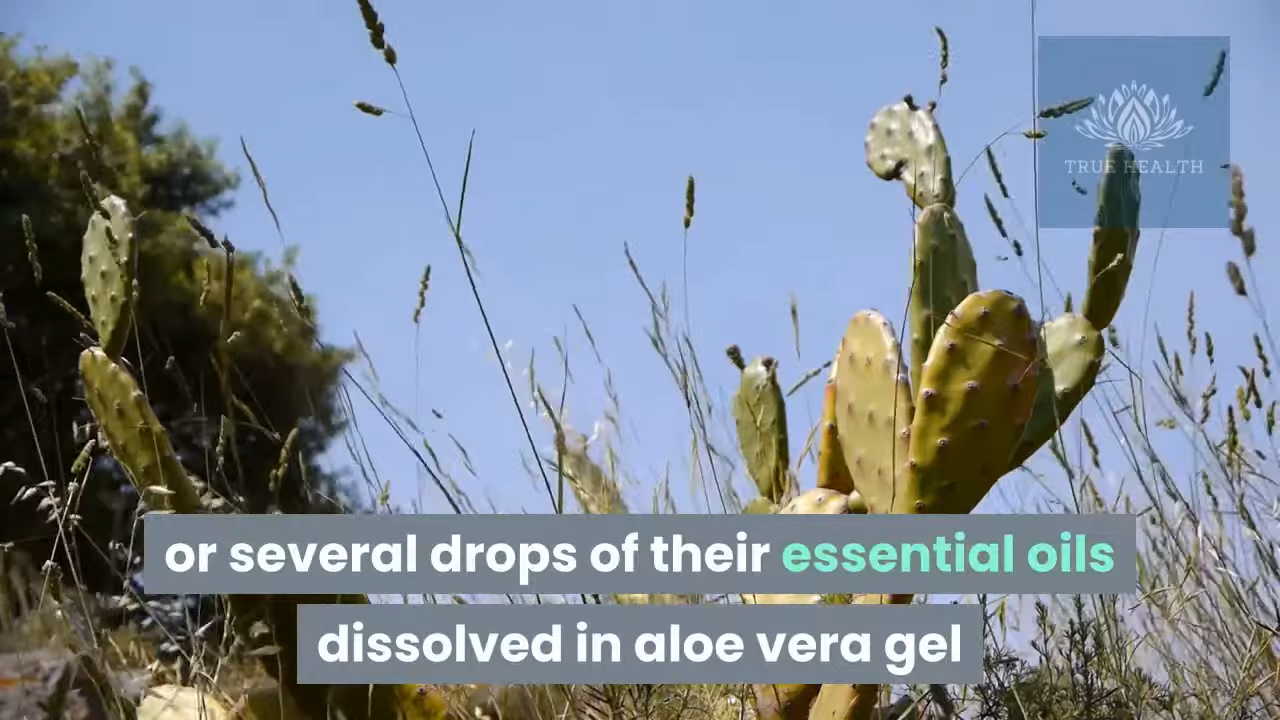 TRUE HEALTH
or several drops of their essential oils
dissolved in aloe vera gel